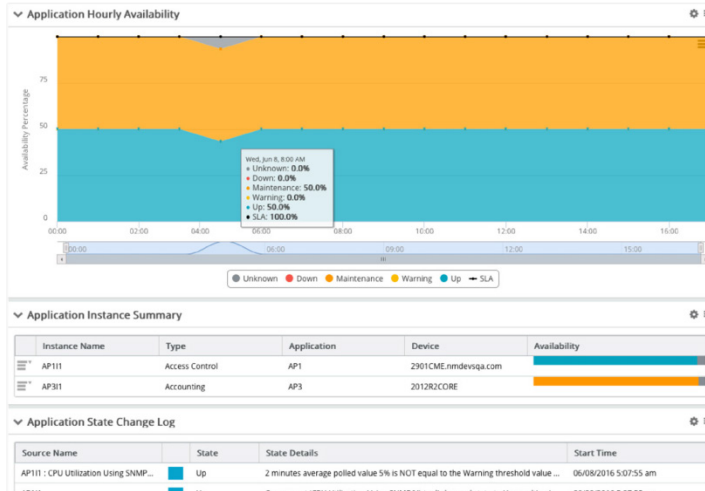 Application Hourly Availability
Availability Percentage
75
50
25
0
Wed, Jun 8, 8:00 AM
Unknown: 0.0%
Down: 0.0%
Maintenance: 50.0%
Warning: 0.0%
Up: 50.0%
SLA: 100.0%
00:00 02:00 04:00 06:00 08:00 10:00 12:00 14:00 16:00
00:00 06:00 09:00 12:00 15:00
Unknown Down Maintenance Warning Up SLA
Application Instance Summary
Instance Name Type Application Device Availability
AP1I1 Access Control AP1 2901CME.nmdevsqa.com
AP3I1 Accounting AP3 2012R2CORE
Application State Change Log
Source Name State State Details Start Time
AP1I1 : CPU Utilization Using SNMP... Up 2 minutes average polled value 5% is NOT equal to the Warning threshold value ... 06/08/2016 5:07:55 am